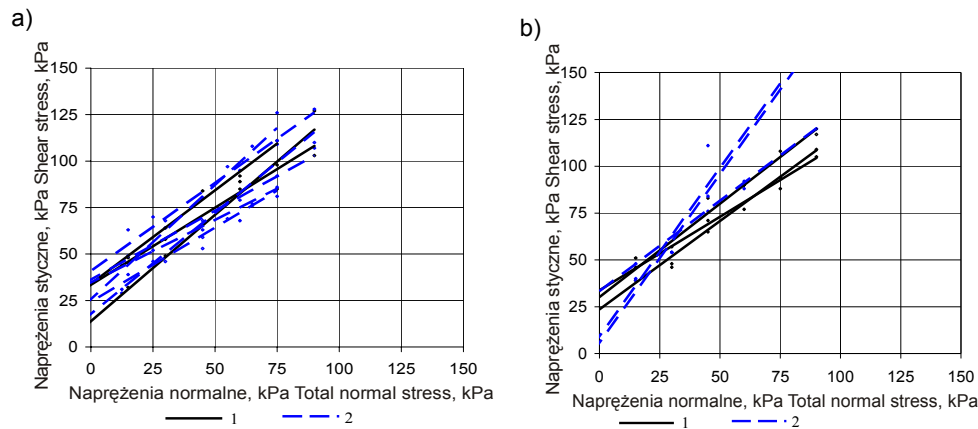 a)
Naprężenia styczne, kPa Shear stress, kPa
150
125
100
75
50
25
0
0 25 50 75 100 125 150
Naprężenia normalne, kPa Total normal stress, kPa
1 2
b)
Naprężenia styczne, kPa Shear stress, kPa
150
125
100
75
50
25
0
0 25 50 75 100 125 150
Naprężenia normalne, kPa Total normal stress, kPa
1 2